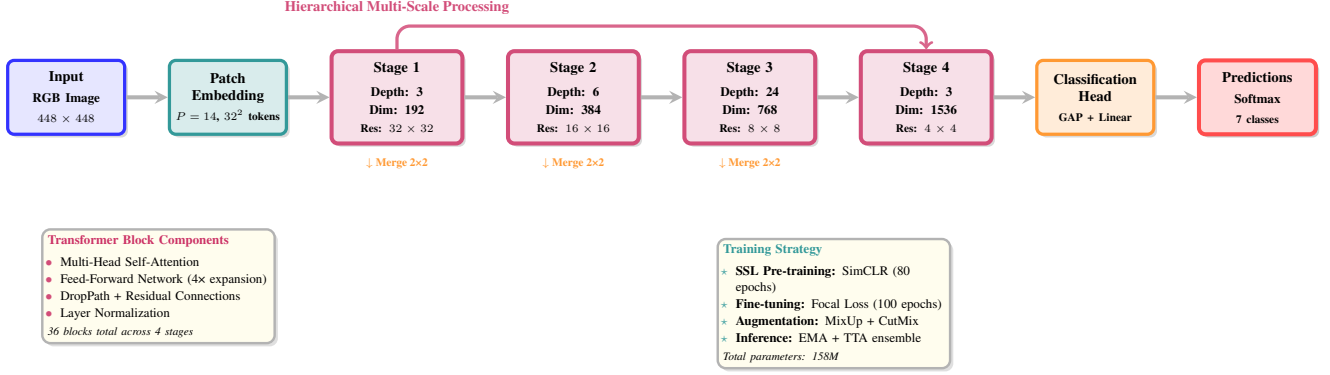 Hierarchical Multi-Scale Processing
Input
RGB Image
448 × 448
Patch
Embedding
P = 14, 32² tokens
Stage 1
Depth: 3
Dim: 192
Res: 32 × 32
↓ Merge 2×2
Stage 2
Depth: 6
Dim: 384
Res: 16 × 16
↓ Merge 2×2
Stage 3
Depth: 24
Dim: 768
Res: 8 × 8
↓ Merge 2×2
Stage 4
Depth: 3
Dim: 1536
Res: 4 × 4
Classification
Head
GAP + Linear
Predictions
Softmax
7 classes
Transformer Block Components
• Multi-Head Self-Attention
• Feed-Forward Network (4× expansion)
• DropPath + Residual Connections
• Layer Normalization
36 blocks total across 4 stages
Training Strategy
⋆ SSL Pre-training: SimCLR (80
epochs)
⋆ Fine-tuning: Focal Loss (100 epochs)
⋆ Augmentation: MixUp + CutMix
⋆ Inference: EMA + TTA ensemble
Total parameters: 158M